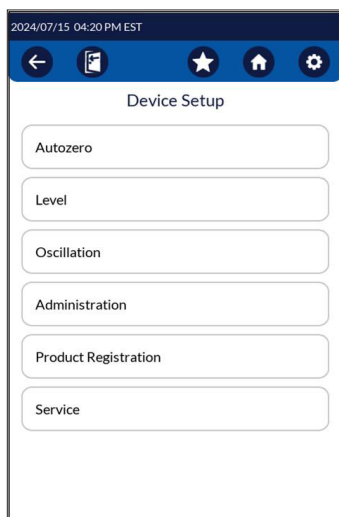 2024/07/15 04:20 PM EST
Device Setup
Autozero
Level
Oscillation
Administration
Product Registration
Service